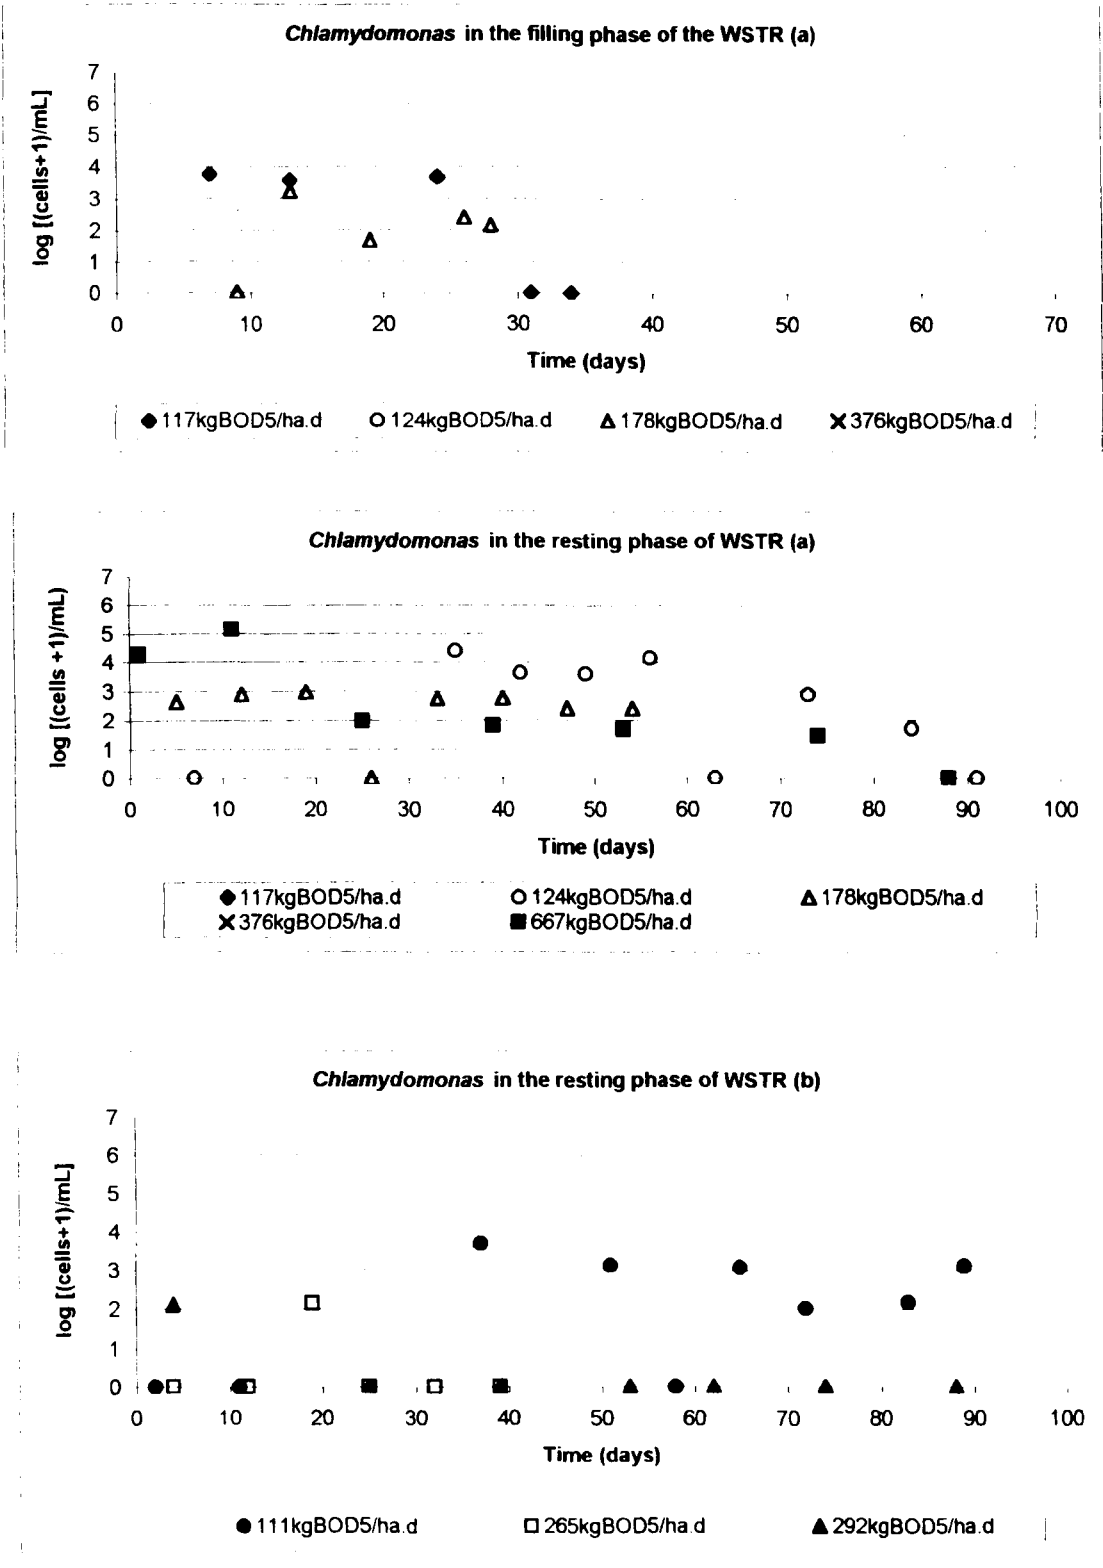 Chlamydomonas in the filling phase of the WSTR (a)
log [(cells+1)/mL]
7
6
5
4
3
2
1
0
0 10 20 30 40 50 60 70
Time (days)
117kgBOD5/ha.d 124kgBOD5/ha.d 178kgBOD5/ha.d 376kgBOD5/ha.d
Chlamydomonas in the resting phase of WSTR (a)
log [(cells +1)/mL)
7
6
5
4
3
2
1
0
0 10 20 30 40 50 60 70 80 90 100
Time (days)
117kgBOD5/ha.d 124kgBOD5/ha.d 178kgBOD5/ha.d
376kgBOD5/ha.d 667kgBOD5/ha.d
Chlamydomonas in the resting phase of WSTR (b)
log [(cells+1)/mL]
7
6
5
4
3
2
1
0
0 10 20 30 40 50 60 70 80 90 100
Time (days)
111kgBOD5/ha.d 265kgBOD5/ha.d 292kgBOD5/ha.d